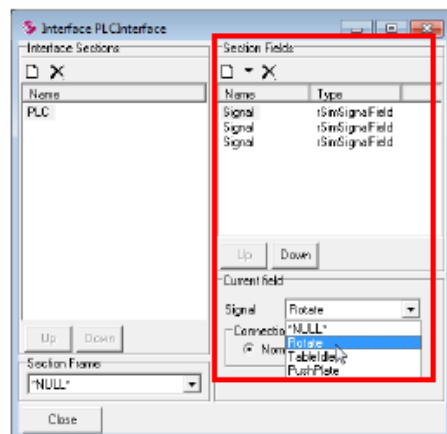 Interface PLCInterface
Interface Sections
Name
PLC
Up Down
Section Frame
*NULL*
Close
Section Fields
Name Type
Signal rSimSignalField
Signal rSimSignalField
Signal rSimSignalField
Up Down
Current field
Signal Rotate
*NULL*
Rotate
TableIdle
PushPlate